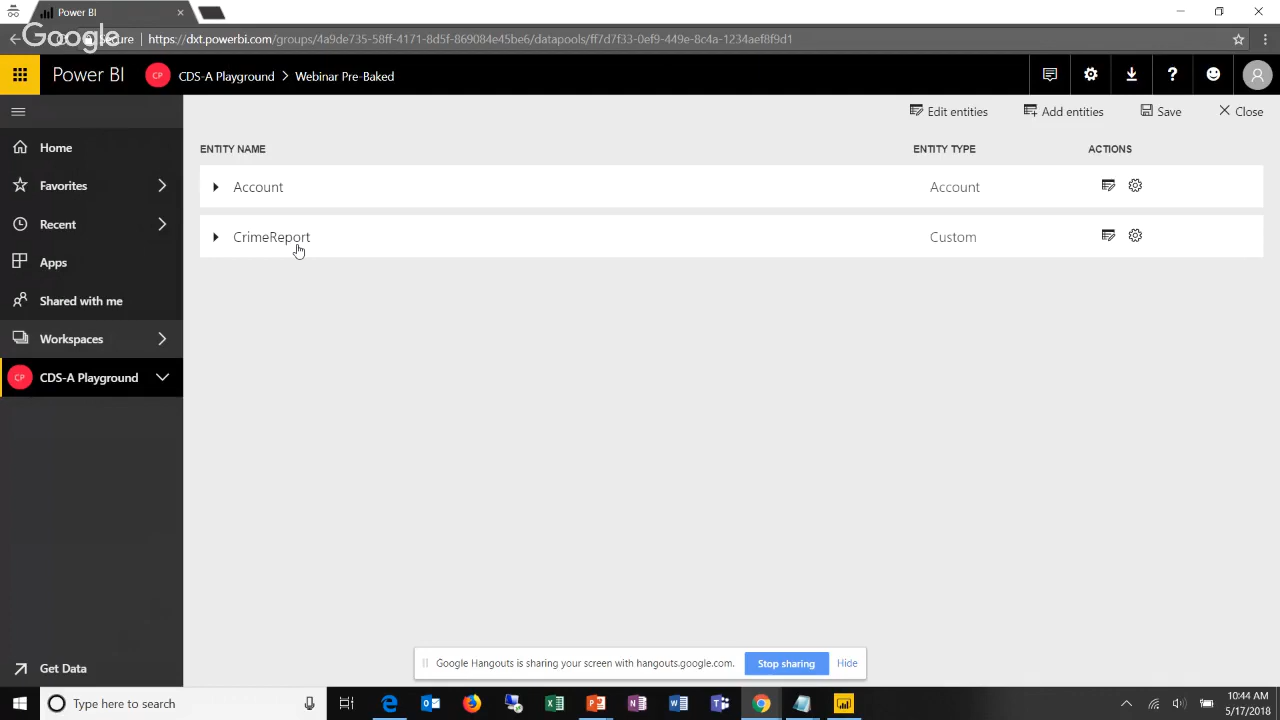 Power BI
Google
Secure https://dxt.powerbi.com/groups/4a9de735-58ff-4171-8d5f-869084e45be6/datapools/ff7d7f33-0ef9-449e-8c4a-1234aef8f9d1
Power BI CP CDS-A Playground > Webinar Pre-Baked ?
Edit entities Add entities Save Close
ENTITY NAME ENTITY TYPE ACTIONS
Home
Account Account
Favorites
Recent
CrimeReport Custom
Apps
Shared with me
Workspaces
CP CDS-A Playground
Get Data
Google Hangouts is sharing your screen with hangouts.google.com. Stop sharing Hide
Type here to search
10:44 AM
5/17/2018